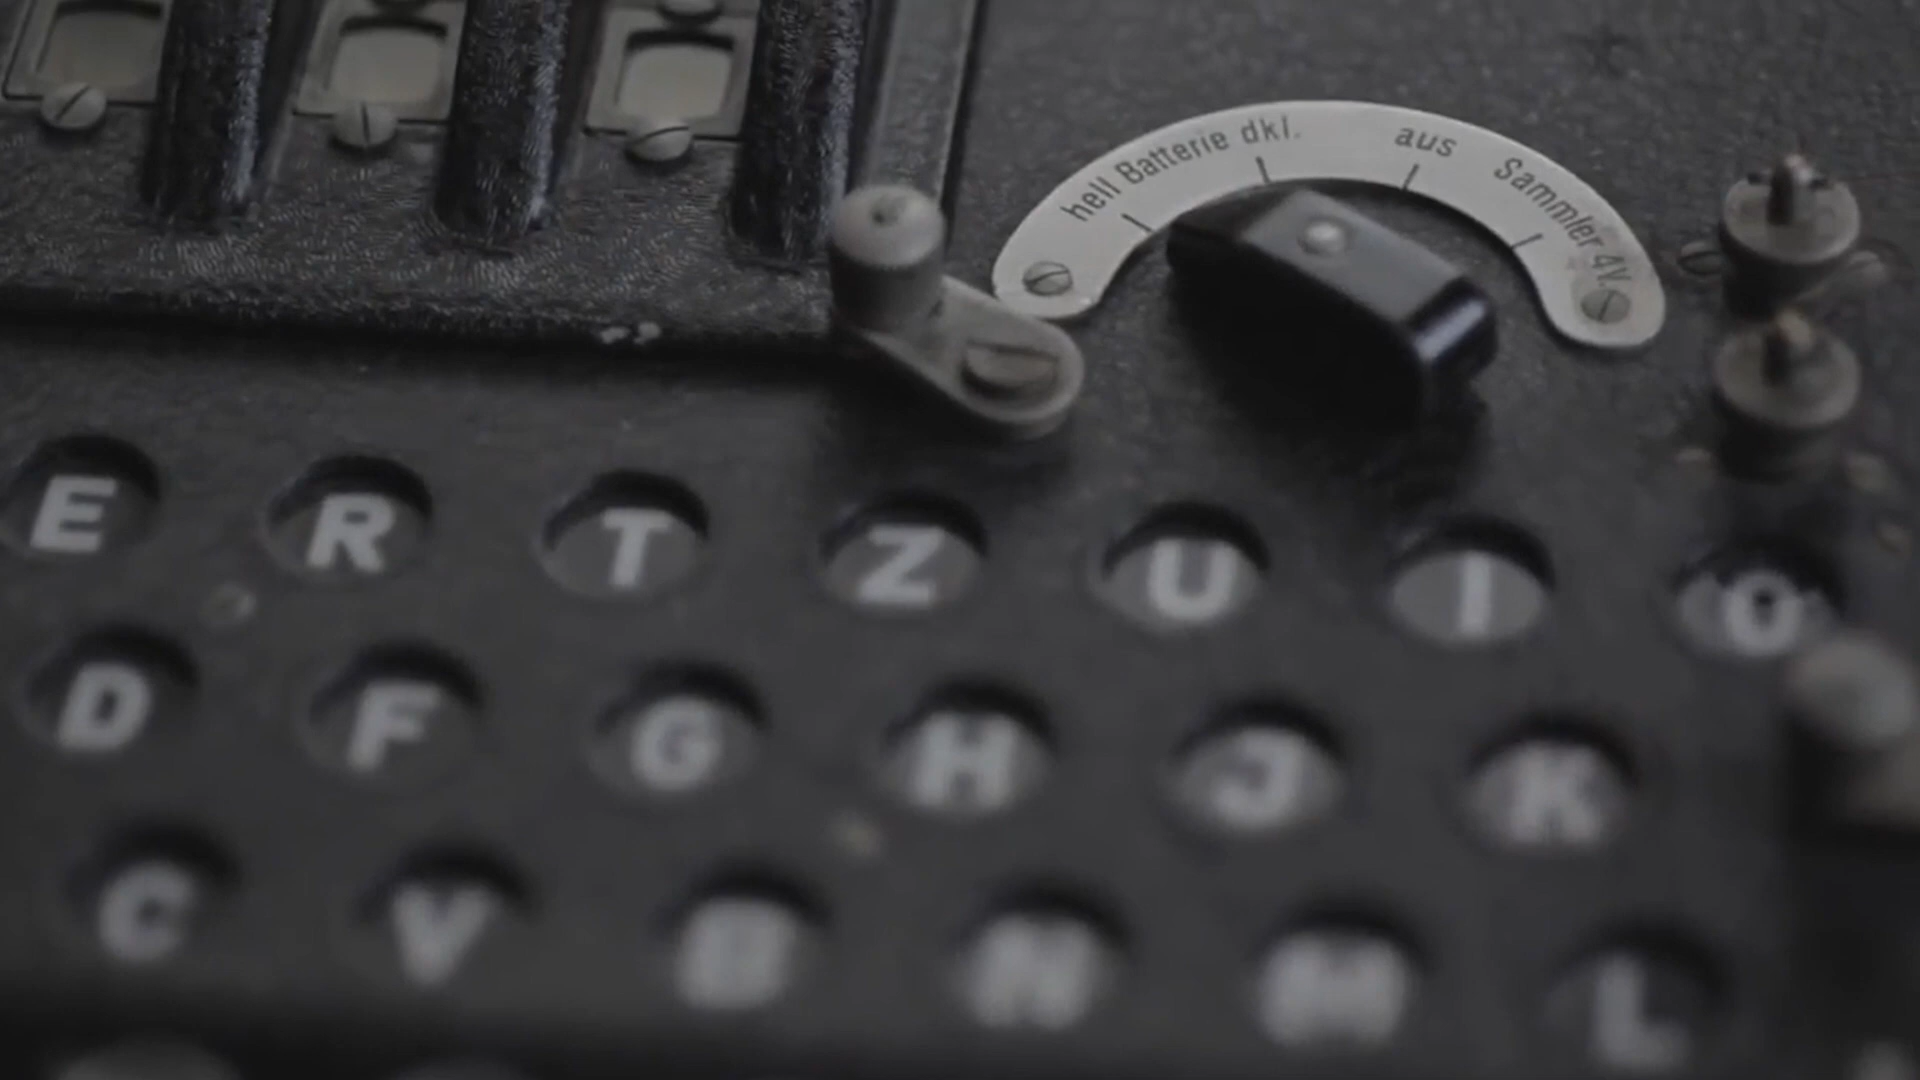 hell Batterie dkl. aus Sammler 4V.
E R T Z U I O
D F G H J K
C V B N M L